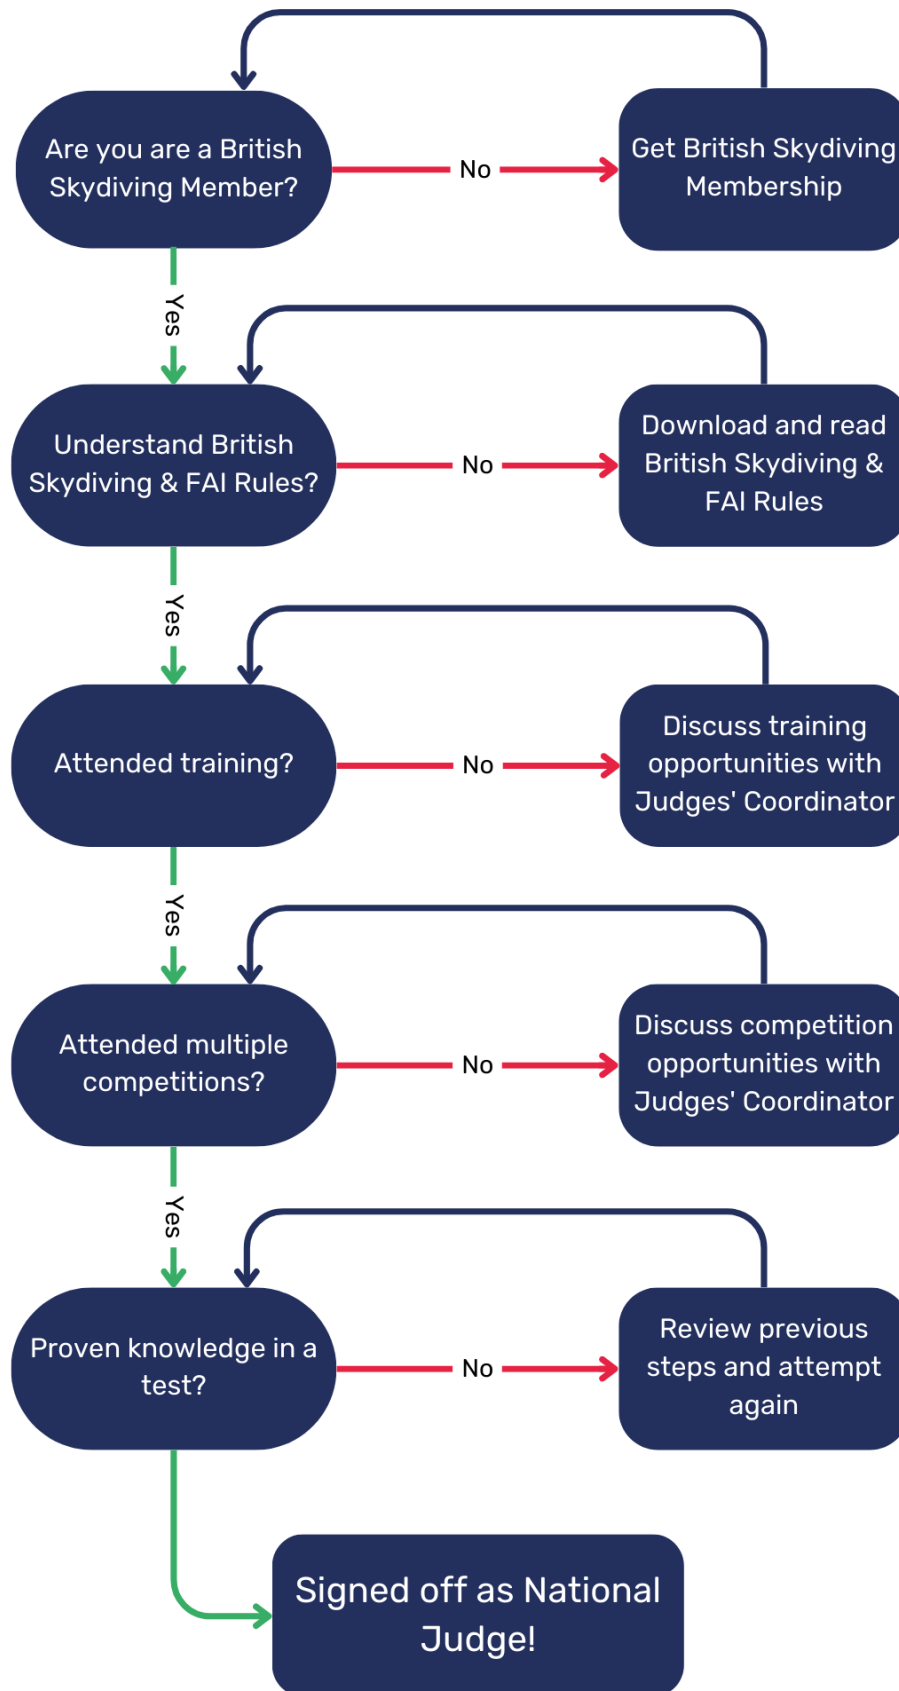 Are you are a British
Skydiving Member?
No
Get British Skydiving
Membership
Yes
Understand British
Skydiving & FAI Rules?
No
Download and read
British Skydiving &
FAI Rules
Yes
Attended training?
No
Discuss training
opportunities with
Judges' Coordinator
Yes
Attended multiple
competitions?
No
Discuss competition
opportunities with
Judges' Coordinator
Yes
Proven knowledge in a
test?
No
Review previous
steps and attempt
again
Signed off as National
Judge!